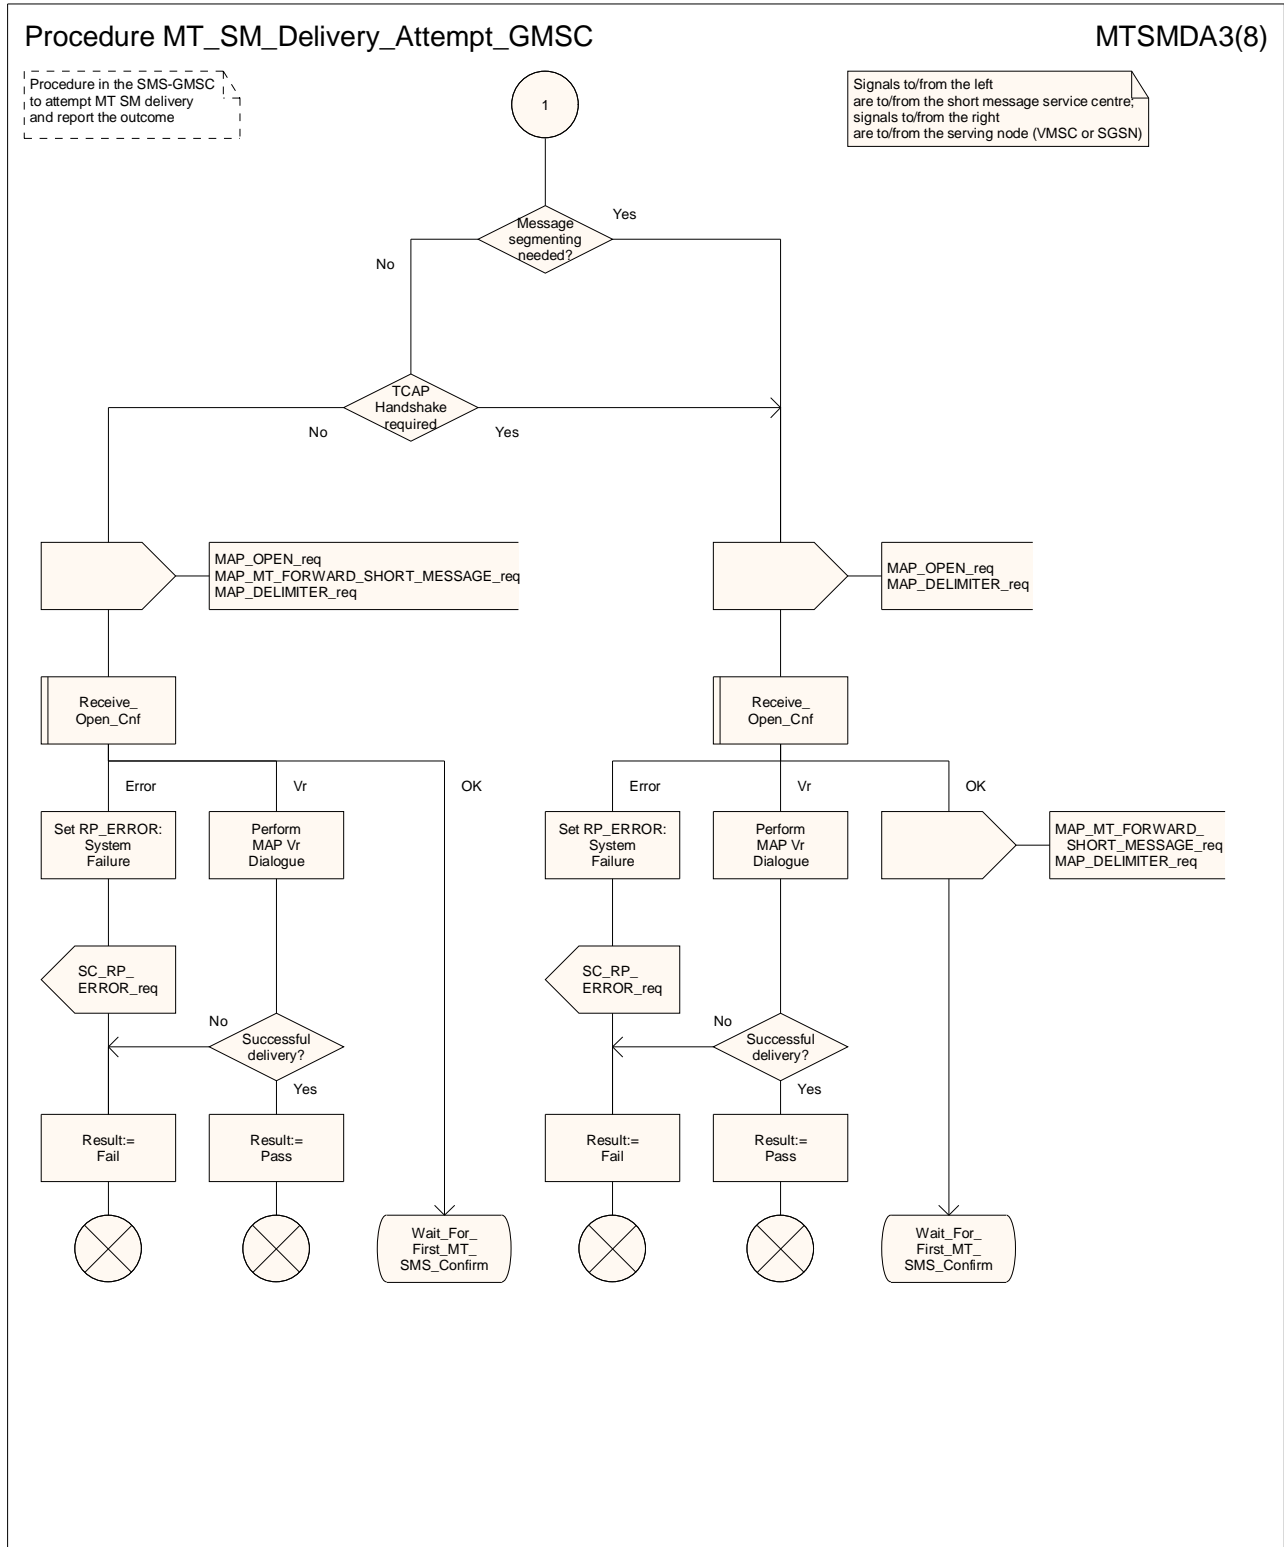 Procedure MT_SM_Delivery_Attempt_GMSC
MTSMDA3(8)
Procedure in the SMS-GMSC
to attempt MT SM delivery
and report the outcome
1
Signals to/from the left
are to/from the short message service centre;
signals to/from the right
are to/from the serving node (VMSC or SGSN)
Message
segmenting
needed?
Yes
No
TCAP
Handshake
required
No
Yes
MAP_OPEN_req
MAP_MT_FORWARD_SHORT_MESSAGE_req
MAP_DELIMITER_req
MAP_OPEN_req
MAP_DELIMITER_req
Receive_
Open_Cnf
Receive_
Open_Cnf
Error
Vr
OK
Error
Vr
OK
Set RP_ERROR:
System
Failure
Perform
MAP Vr
Dialogue
Set RP_ERROR:
System
Failure
Perform
MAP Vr
Dialogue
MAP_MT_FORWARD_
SHORT_MESSAGE_req
MAP_DELIMITER_req
SC_RP_
ERROR_req
SC_RP_
ERROR_req
No
Successful
delivery?
Yes
No
Successful
delivery?
Yes
Result:=
Fail
Result:=
Pass
Result:=
Fail
Result:=
Pass
Wait_For_
First_MT_
SMS_Confirm
Wait_For_
First_MT_
SMS_Confirm